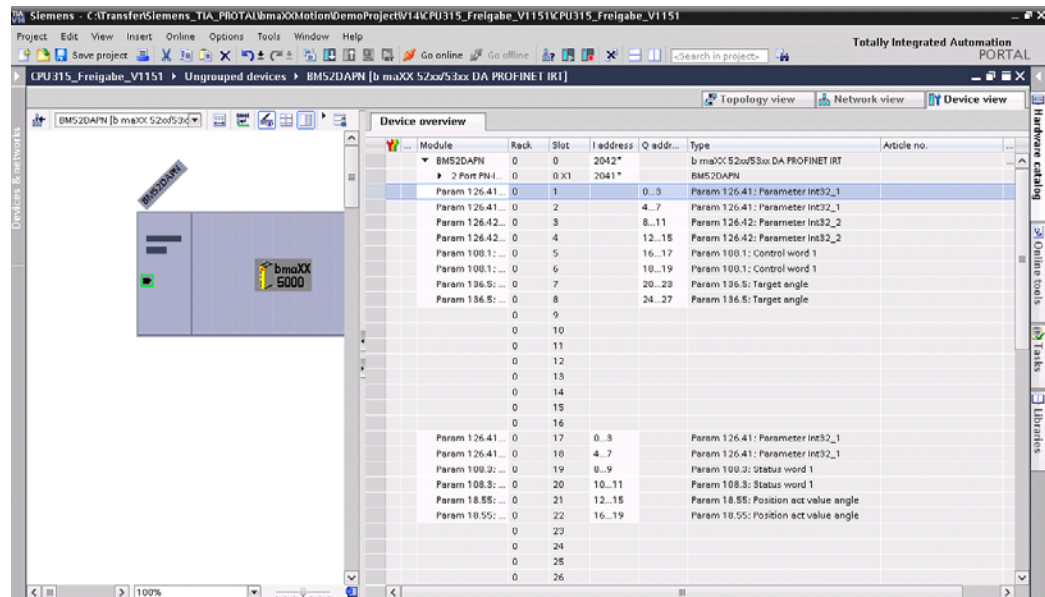 Siemens - C:\Transfer\Siemens_TIA_PROTAL\bmaXXMotion\DemoProject\V14\CPU315_Freigabe_V1151\CPU315_Freigabe_V1151
Project Edit View Insert Online Options Tools Window Help
Totally Integrated Automation
PORTAL
Save project Go online Go offline <Search in project>
CPU315_Freigabe_V1151 Ungrouped devices BM52DAPN [b maXX 52xx/53xx DA PROFINET IRT]
Topology view Network view Device view
BM52DAPN [b maXX 52xx/53x
Device overview
... Module Rack Slot I address Q addr... Type Article no. ...
BM52DAPN 0 0 2042* b maXX 52xx/53xx DA PROFINET IRT
2 Port PN-I... 0 0 X1 2041* BM52DAPN
Param 126.41... 0 1 0...3 Param 126.41: Parameter Int32_1
Param 126.41... 0 2 4...7 Param 126.41: Parameter Int32_1
Param 126.42... 0 3 8...11 Param 126.42: Parameter Int32_2
Param 126.42... 0 4 12...15 Param 126.42: Parameter Int32_2
Param 108.1: ... 0 5 16...17 Param 108.1: Control word 1
Param 108.1: ... 0 6 18...19 Param 108.1: Control word 1
Param 136.5: ... 0 7 20...23 Param 136.5: Target angle
Param 136.5: ... 0 8 24...27 Param 136.5: Target angle
0 9
0 10
0 11
0 12
0 13
0 14
0 15
0 16
Param 126.41... 0 17 0...3 Param 126.41: Parameter Int32_1
Param 126.41... 0 18 4...7 Param 126.41: Parameter Int32_1
Param 108.3: ... 0 19 8...9 Param 108.3: Status word 1
Param 108.3: ... 0 20 10...11 Param 108.3: Status word 1
Param 18.55: ... 0 21 12...15 Param 18.55: Position act value angle
Param 18.55: ... 0 22 16...19 Param 18.55: Position act value angle
0 23
0 24
0 25
0 26
BM52DAPN
bmaXX
5000
100%
Devices & networks
Hardware catalog
Online tools
Tasks
Libraries